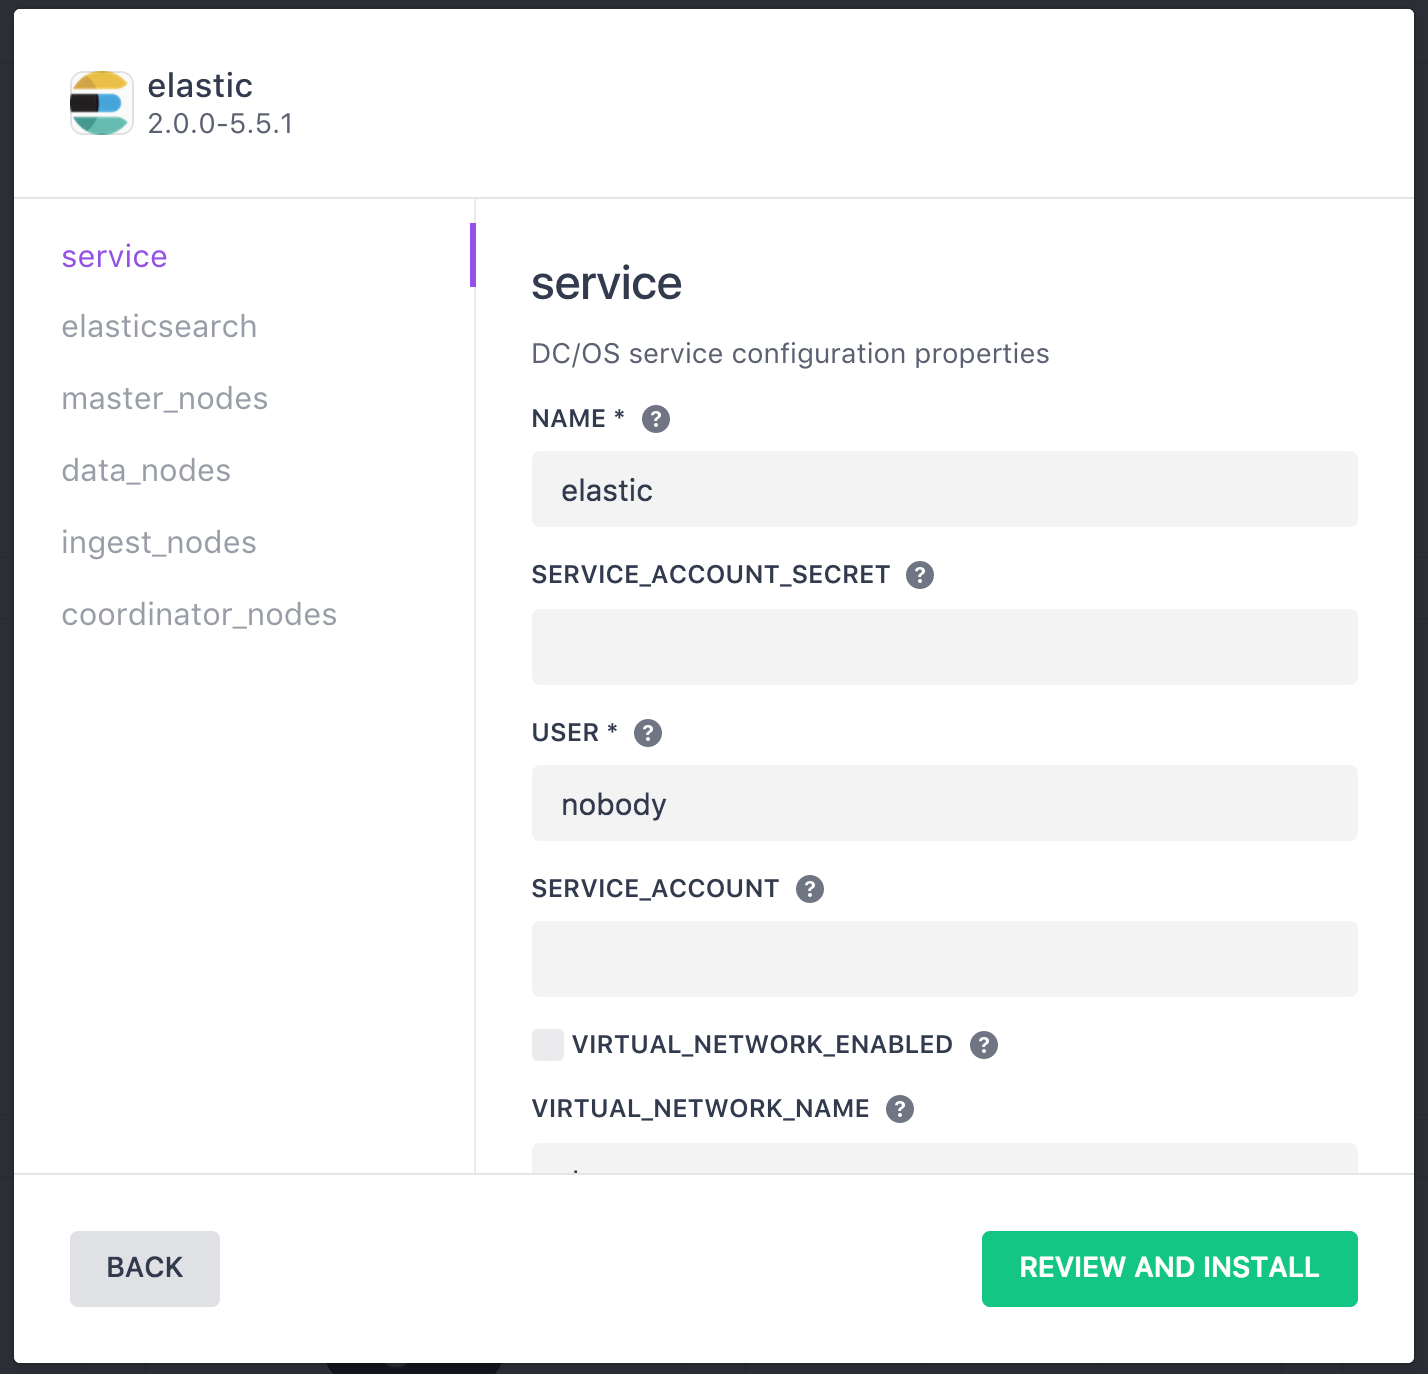 elastic
2.0.0-5.5.1
service
elasticsearch
master_nodes
data_nodes
ingest_nodes
coordinator_nodes
service
DC/OS service configuration properties
NAME * ?
elastic
SERVICE_ACCOUNT_SECRET ?
USER * ?
nobody
SERVICE_ACCOUNT ?
VIRTUAL_NETWORK_ENABLED ?
VIRTUAL_NETWORK_NAME ?
BACK
REVIEW AND INSTALL